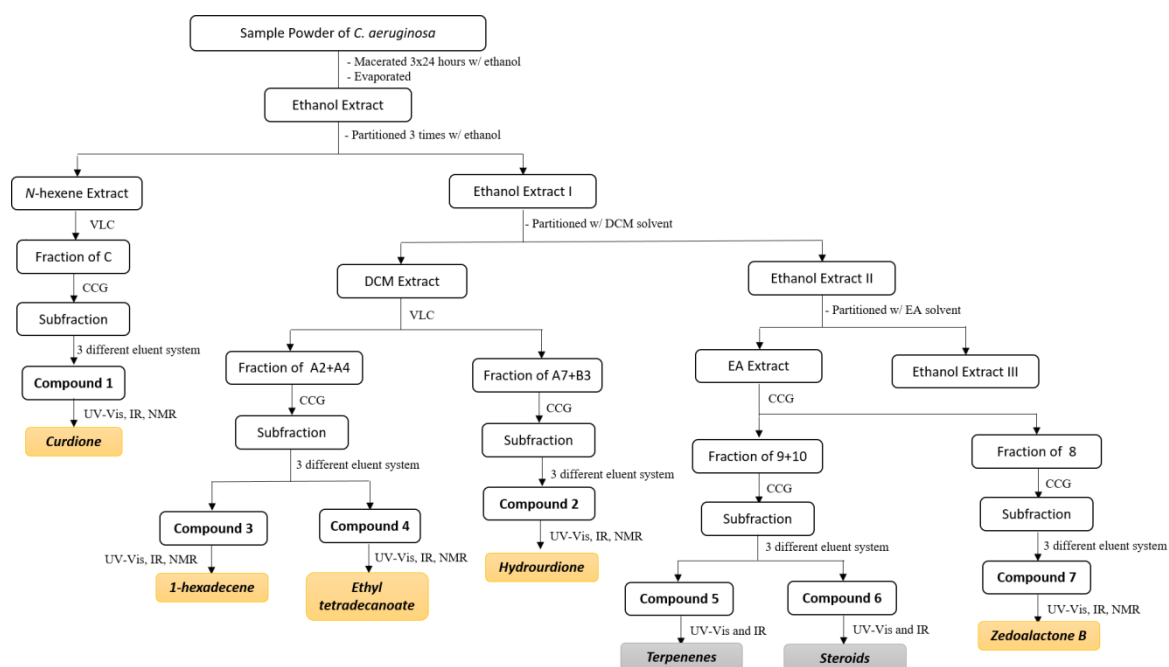 Sample Powder of C. aeruginosa
- Macerated 3x24 hours w/ ethanol
- Evaporated
Ethanol Extract
- Partitioned 3 times w/ ethanol
N-hexene Extract
Ethanol Extract I
VLC
- Partitioned w/ DCM solvent
Fraction of C
DCM Extract
Ethanol Extract II
CCG
VLC
- Partitioned w/ EA solvent
Subfraction
3 different eluent system
Fraction of A2+A4
Fraction of A7+B3
EA Extract
Ethanol Extract III
Compound 1
CCG
CCG
CCG
UV-Vis, IR, NMR
Curdione
Subfraction
Subfraction
Fraction of 9+10
Fraction of 8
3 different eluent system
3 different eluent system
CCG
CCG
Compound 3
Compound 4
Compound 2
Subfraction
Subfraction
UV-Vis, IR, NMR
UV-Vis, IR, NMR
UV-Vis, IR, NMR
3 different eluent system
3 different eluent system
1-hexadecene
Ethyl
tetradecanoate
Hydrourdione
Compound 5
Compound 6
Compound 7
UV-Vis and IR
UV-Vis and IR
UV-Vis, IR, NMR
Terpenenes
Steroids
Zedoalactone B